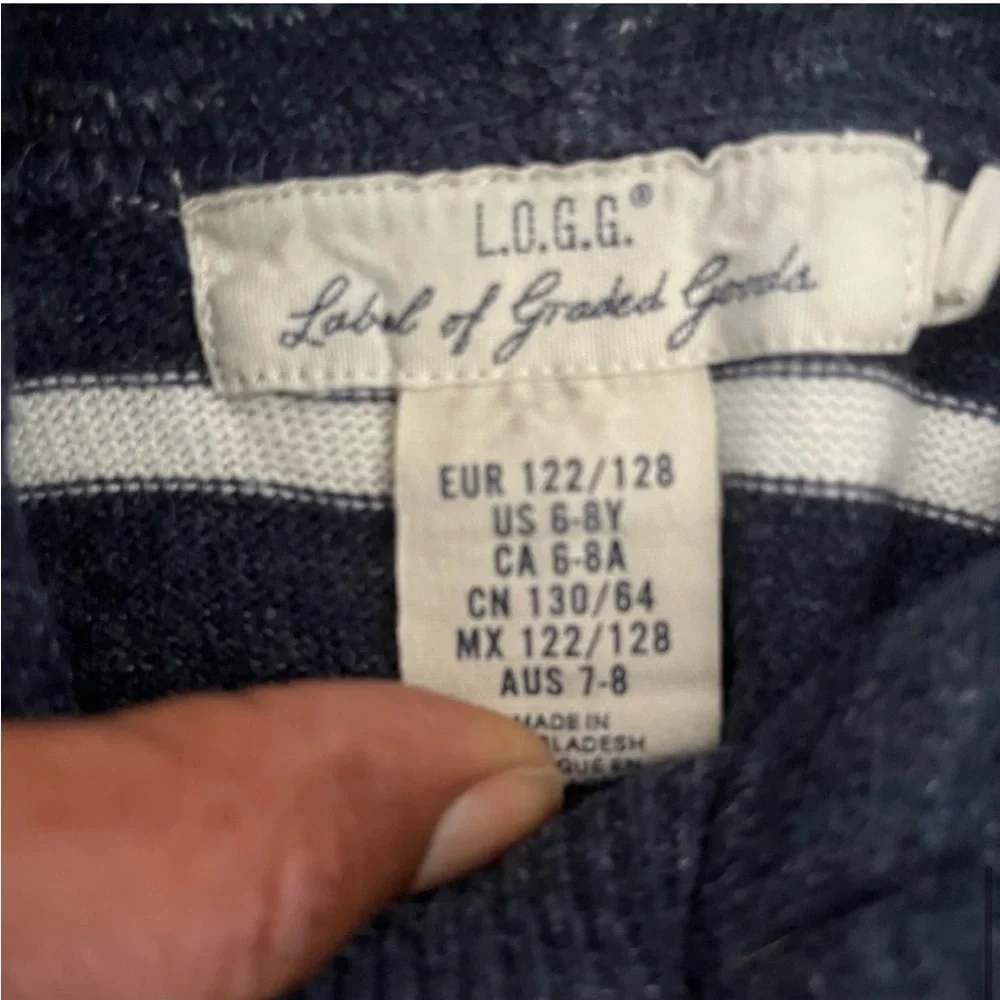 L.O.G.G.®
Label of Graded Goods
EUR 122/128
US 6-8Y
CA 6-8A
CN 130/64
MX 122/128
AUS 7-8
MADE IN